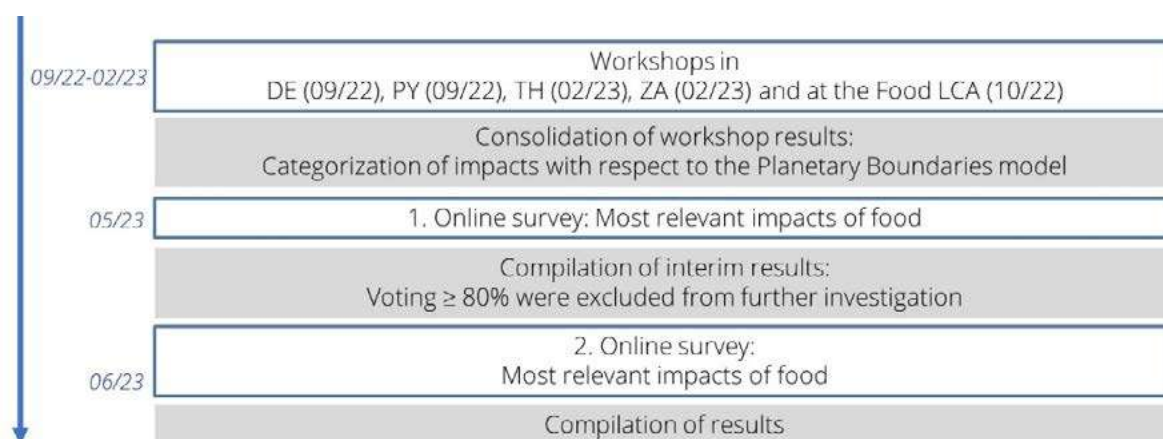 09/22-02/23
Workshops in
DE (09/22), PY (09/22), TH (02/23), ZA (02/23) and at the Food LCA (10/22)
Consolidation of workshop results:
Categorization of impacts with respect to the Planetary Boundaries model
05/23
1. Online survey: Most relevant impacts of food
Compilation of interim results:
Voting ≥ 80% were excluded from further investigation
06/23
2. Online survey:
Most relevant impacts of food
Compilation of results